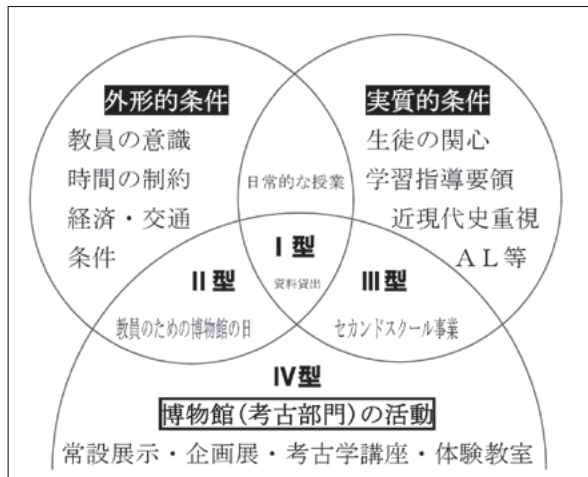 外形的条件
教員の意識
時間の制約
経済・交通
条件
実質的条件
生徒の関心
学習指導要領
近現代史重視
ＡＬ等
日常的な授業
Ⅰ型
資料貸出
Ⅱ型
教員のための博物館の日
Ⅲ型
セカンドスクール事業
Ⅳ型
博物館(考古部門)の活動
常設展示・企画展・考古学講座・体験教室